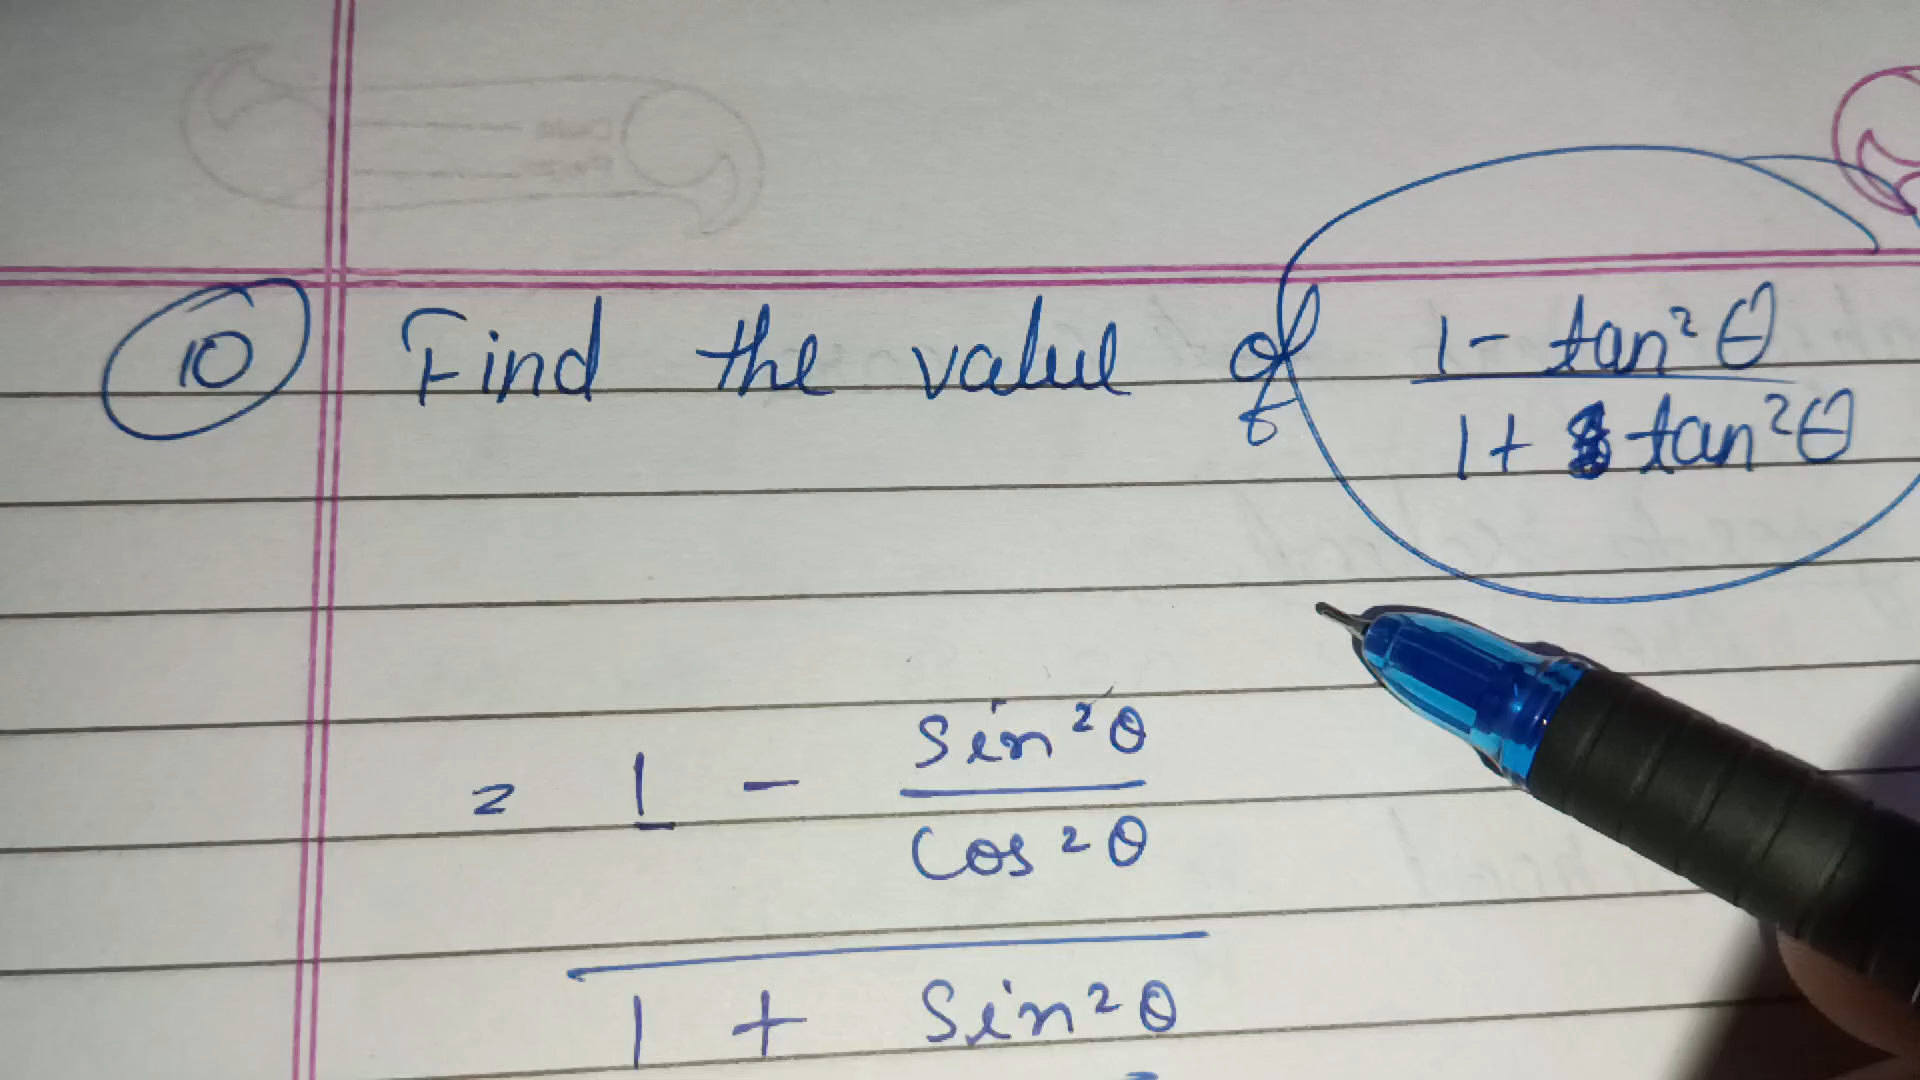 10 Find the value of 1 - tan²θ
1 + tan²θ
= 1 - sin²θ
cos²θ
1 + sin²θ